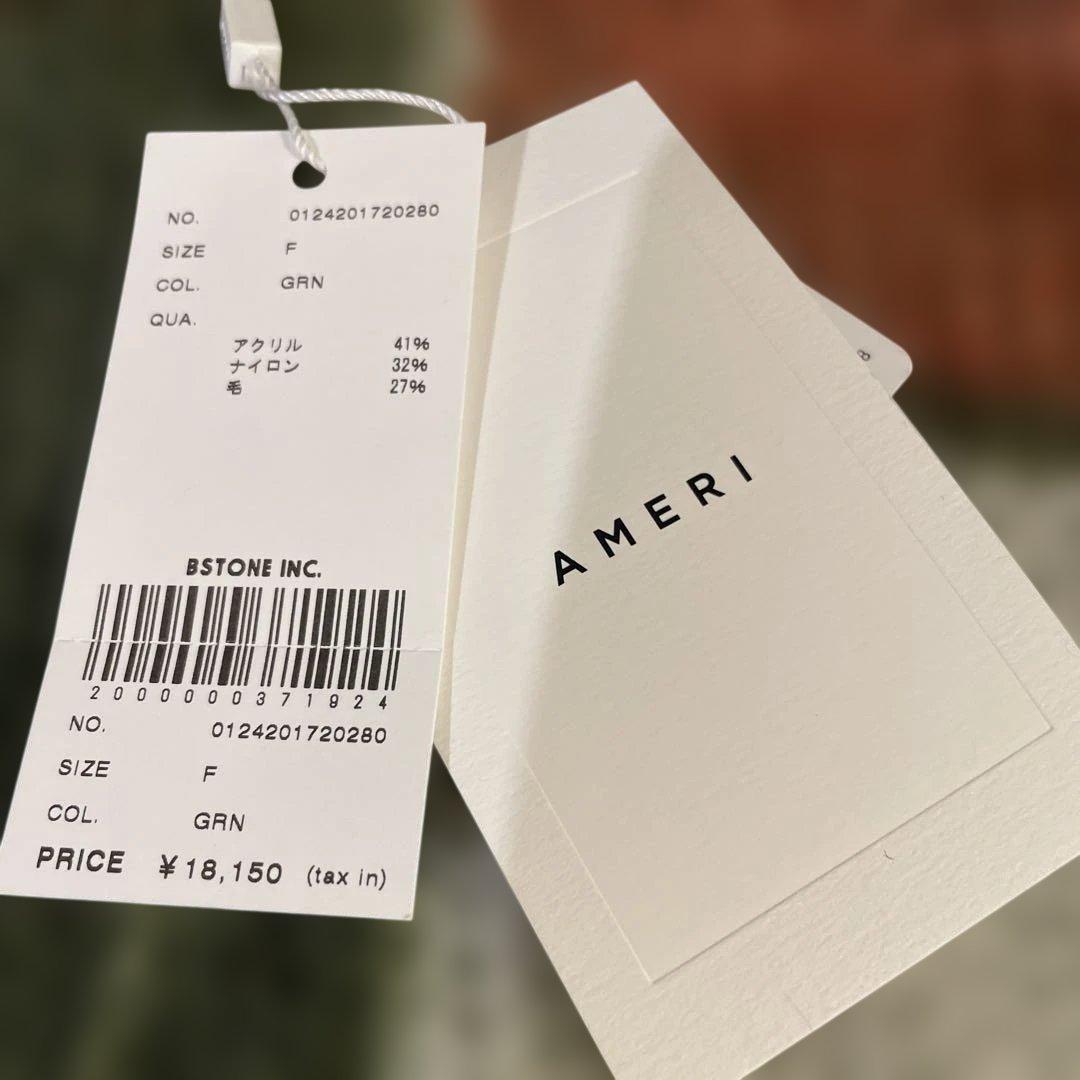 NO. 0124201720280
SIZE F
COL. GRN
QUA.
アクリル 41%
ナイロン 32%
毛 27%
BSTONE INC.
2000000371924
NO. 0124201720280
SIZE F
COL. GRN
PRICE ¥18,150 (tax in)
AMERI
8